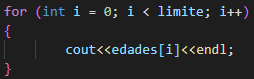 for (int i = 0; i < limite; i++)
{
        cout<<edades[i]<<endl;
}